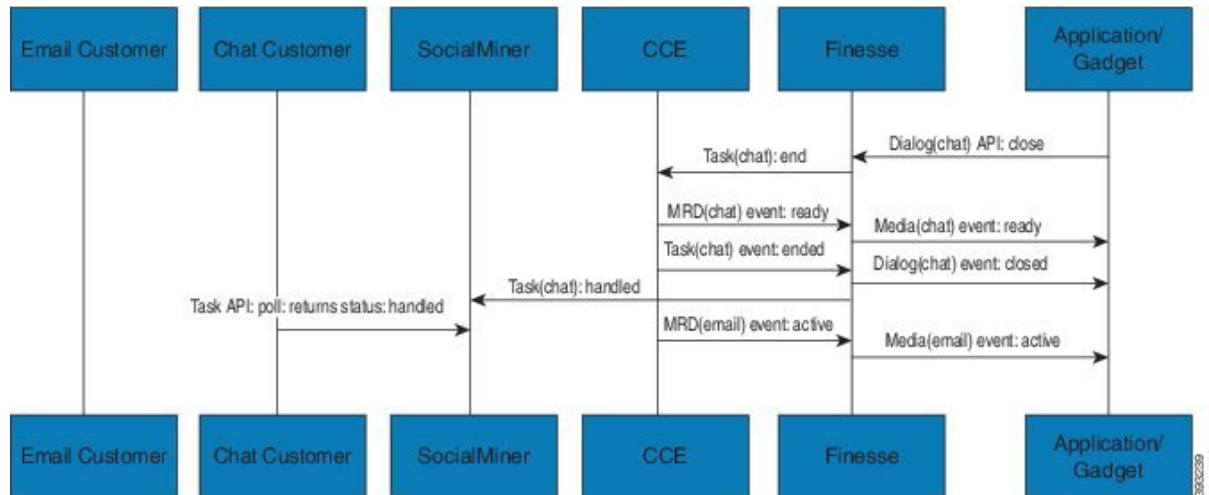 Email Customer
Chat Customer
SocialMiner
CCE
Finesse
Application/
Gadget
Dialog(chat) API: close
Task(chat): end
MRD(chat) event: ready
Media(chat) event: ready
Task(chat) event: ended
Dialog(chat) event: closed
Task(chat): handled
Task API: poll: returns status: handled
MRD(email) event: active
Media(email) event: active
Email Customer
Chat Customer
SocialMiner
CCE
Finesse
Application/
Gadget
393239